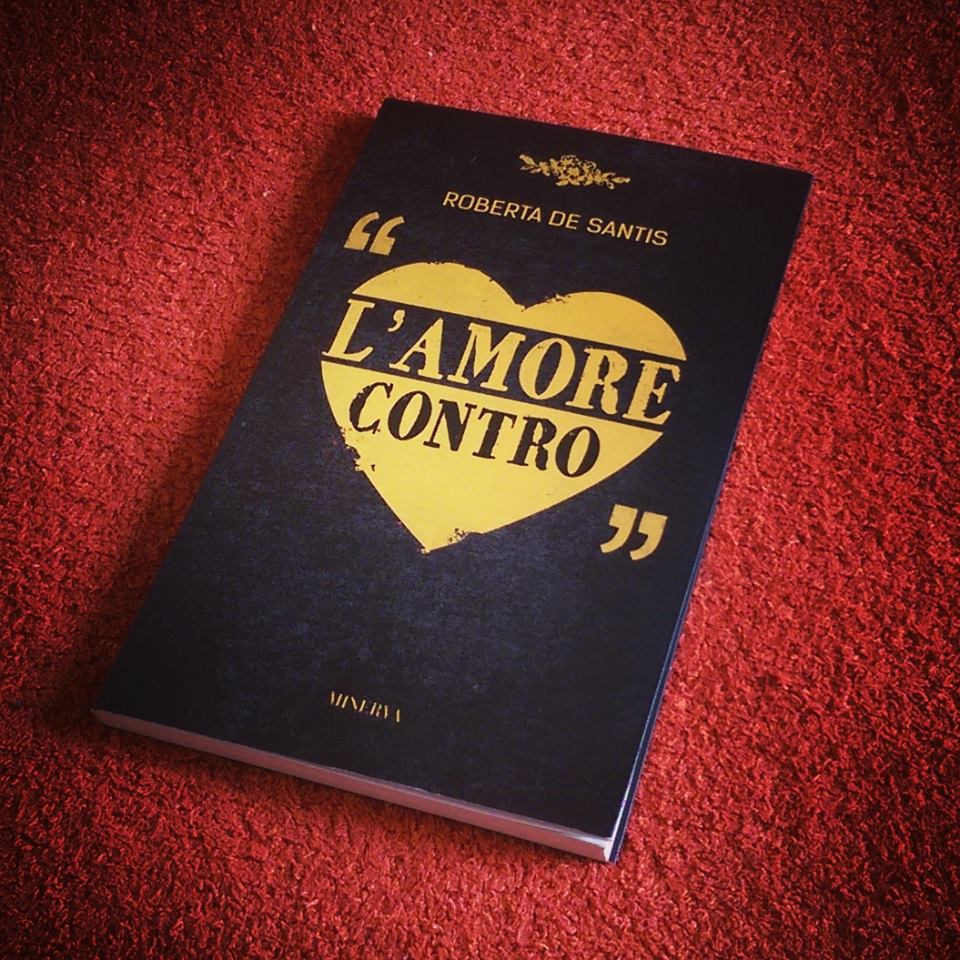 ROBERTA DE SANTIS
“
L'AMORE
CONTRO
”
MINERVA